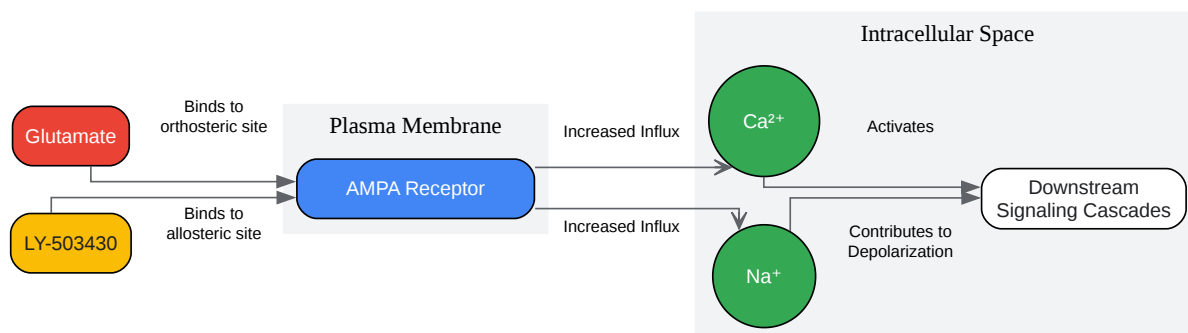 Intracellular Space
Binds to
orthosteric site
Glutamate
Plasma Membrane
Increased Influx
Ca²⁺
Activates
AMPA Receptor
Downstream
Signaling Cascades
Binds to
allosteric site
LY-503430
Increased Influx
Contributes to
Depolarization
Na⁺